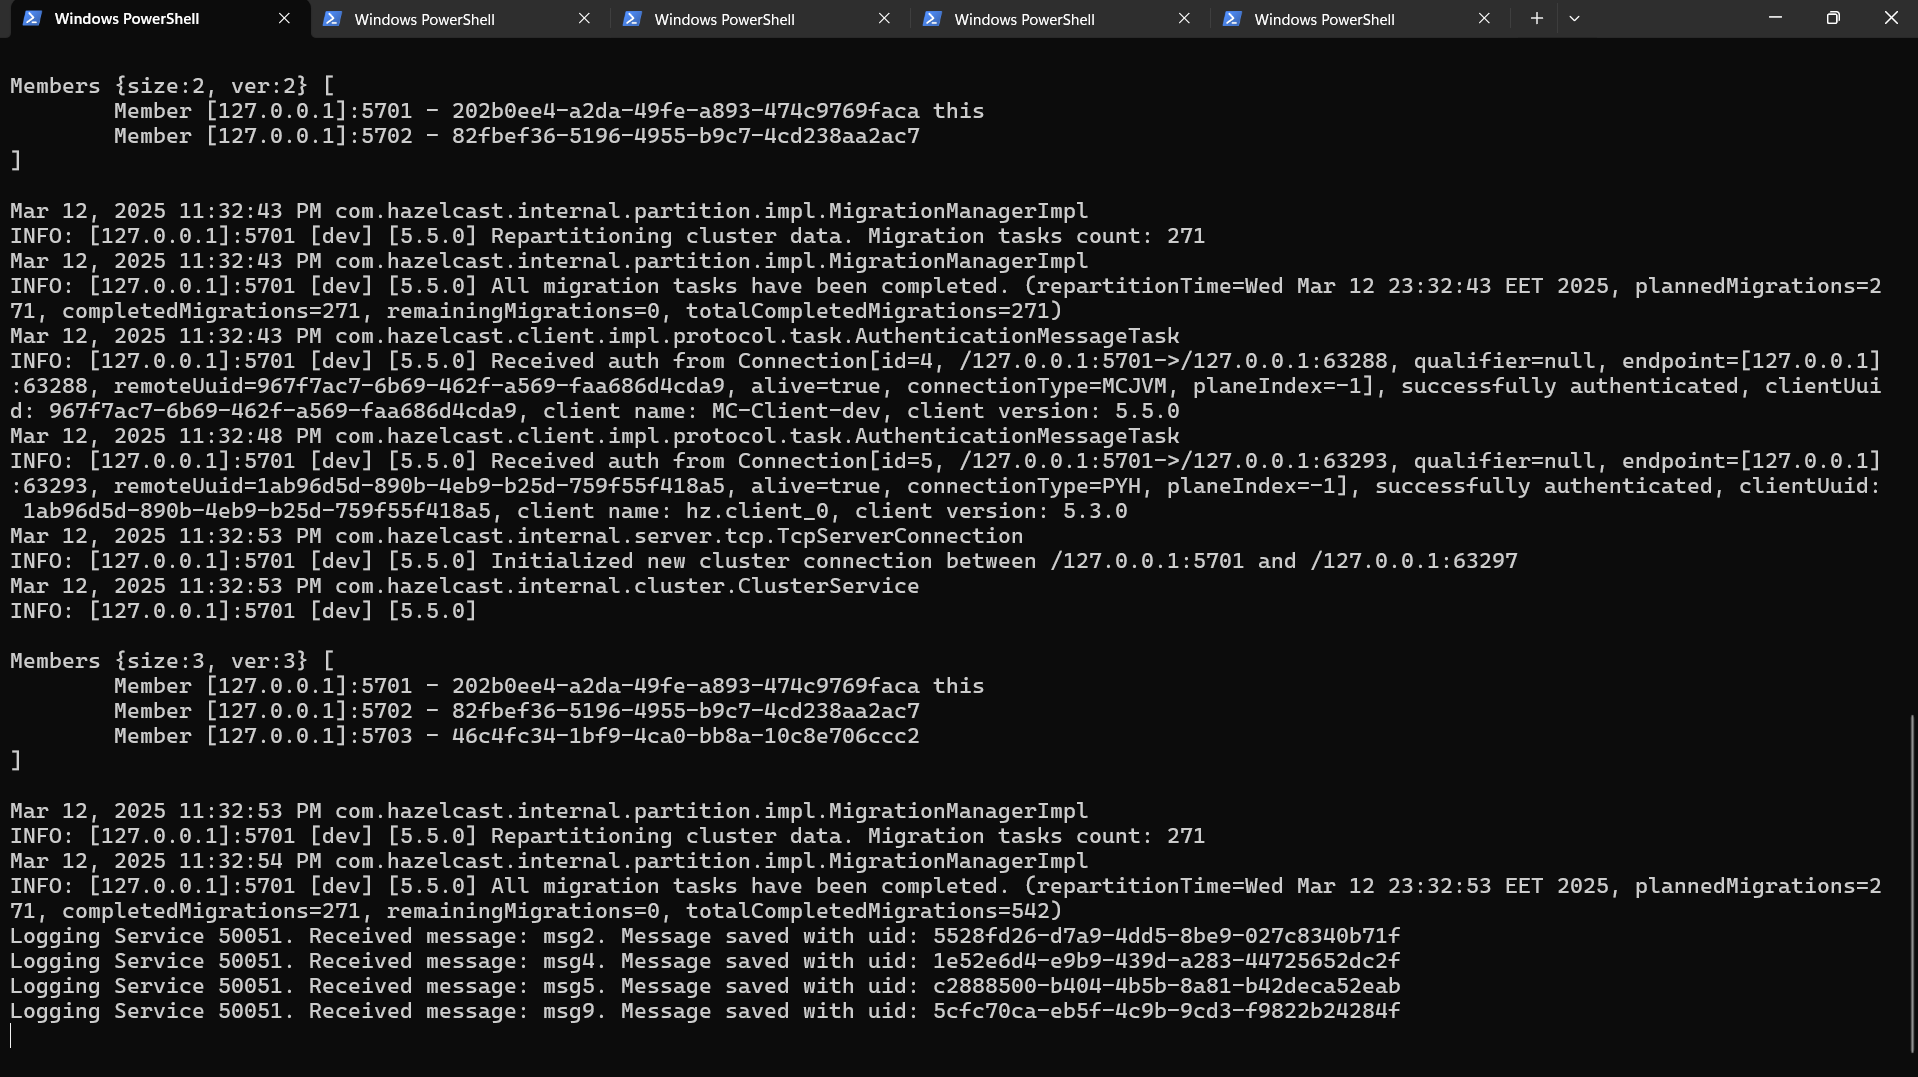 Windows PowerShell
Windows PowerShell
Windows PowerShell
Windows PowerShell
Windows PowerShell
Members {size:2, ver:2} [
        Member [127.0.0.1]:5701 - 202b0ee4-a2da-49fe-a893-474c9769faca this
        Member [127.0.0.1]:5702 - 82fbef36-5196-4955-b9c7-4cd238aa2ac7
]
Mar 12, 2025 11:32:43 PM com.hazelcast.internal.partition.impl.MigrationManagerImpl
INFO: [127.0.0.1]:5701 [dev] [5.5.0] Repartitioning cluster data. Migration tasks count: 271
Mar 12, 2025 11:32:43 PM com.hazelcast.internal.partition.impl.MigrationManagerImpl
INFO: [127.0.0.1]:5701 [dev] [5.5.0] All migration tasks have been completed. (repartitionTime=Wed Mar 12 23:32:43 EET 2025, plannedMigrations=2
71, completedMigrations=271, remainingMigrations=0, totalCompletedMigrations=271)
Mar 12, 2025 11:32:43 PM com.hazelcast.client.impl.protocol.task.AuthenticationMessageTask
INFO: [127.0.0.1]:5701 [dev] [5.5.0] Received auth from Connection[id=4, /127.0.0.1:5701->/127.0.0.1:63288, qualifier=null, endpoint=[127.0.0.1]
:63288, remoteUuid=967f7ac7-6b69-462f-a569-faa686d4cda9, alive=true, connectionType=MCJVM, planeIndex=-1], successfully authenticated, clientUui
d: 967f7ac7-6b69-462f-a569-faa686d4cda9, client name: MC-Client-dev, client version: 5.5.0
Mar 12, 2025 11:32:48 PM com.hazelcast.client.impl.protocol.task.AuthenticationMessageTask
INFO: [127.0.0.1]:5701 [dev] [5.5.0] Received auth from Connection[id=5, /127.0.0.1:5701->/127.0.0.1:63293, qualifier=null, endpoint=[127.0.0.1]
:63293, remoteUuid=1ab96d5d-890b-4eb9-b25d-759f55f418a5, alive=true, connectionType=PYH, planeIndex=-1], successfully authenticated, clientUuid:
 1ab96d5d-890b-4eb9-b25d-759f55f418a5, client name: hz.client_0, client version: 5.3.0
Mar 12, 2025 11:32:53 PM com.hazelcast.internal.server.tcp.TcpServerConnection
INFO: [127.0.0.1]:5701 [dev] [5.5.0] Initialized new cluster connection between /127.0.0.1:5701 and /127.0.0.1:63297
Mar 12, 2025 11:32:53 PM com.hazelcast.internal.cluster.ClusterService
INFO: [127.0.0.1]:5701 [dev] [5.5.0]
Members {size:3, ver:3} [
        Member [127.0.0.1]:5701 - 202b0ee4-a2da-49fe-a893-474c9769faca this
        Member [127.0.0.1]:5702 - 82fbef36-5196-4955-b9c7-4cd238aa2ac7
        Member [127.0.0.1]:5703 - 46c4fc34-1bf9-4ca0-bb8a-10c8e706ccc2
]
Mar 12, 2025 11:32:53 PM com.hazelcast.internal.partition.impl.MigrationManagerImpl
INFO: [127.0.0.1]:5701 [dev] [5.5.0] Repartitioning cluster data. Migration tasks count: 271
Mar 12, 2025 11:32:54 PM com.hazelcast.internal.partition.impl.MigrationManagerImpl
INFO: [127.0.0.1]:5701 [dev] [5.5.0] All migration tasks have been completed. (repartitionTime=Wed Mar 12 23:32:53 EET 2025, plannedMigrations=2
71, completedMigrations=271, remainingMigrations=0, totalCompletedMigrations=542)
Logging Service 50051. Received message: msg2. Message saved with uid: 5528fd26-d7a9-4dd5-8be9-027c8340b71f
Logging Service 50051. Received message: msg4. Message saved with uid: 1e52e6d4-e9b9-439d-a283-44725652dc2f
Logging Service 50051. Received message: msg5. Message saved with uid: c2888500-b404-4b5b-8a81-b42deca52eab
Logging Service 50051. Received message: msg9. Message saved with uid: 5cfc70ca-eb5f-4c9b-9cd3-f9822b24284f